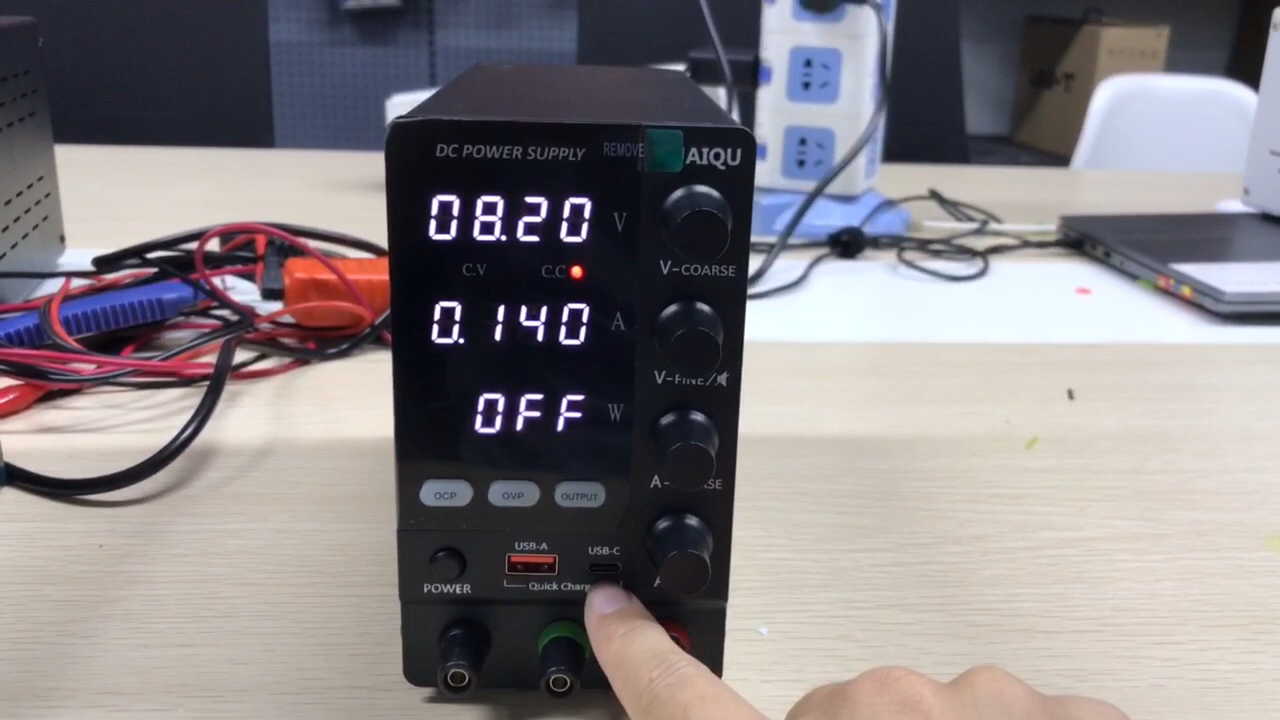 DC POWER SUPPLY REMOVE AIQU
08.20 V
V-COARSE
C.V C.C
0.140 A
V-FINE/
OFF W
A-
OCP OVP OUTPUT
USB-A USB-C
POWER
Quick Charg